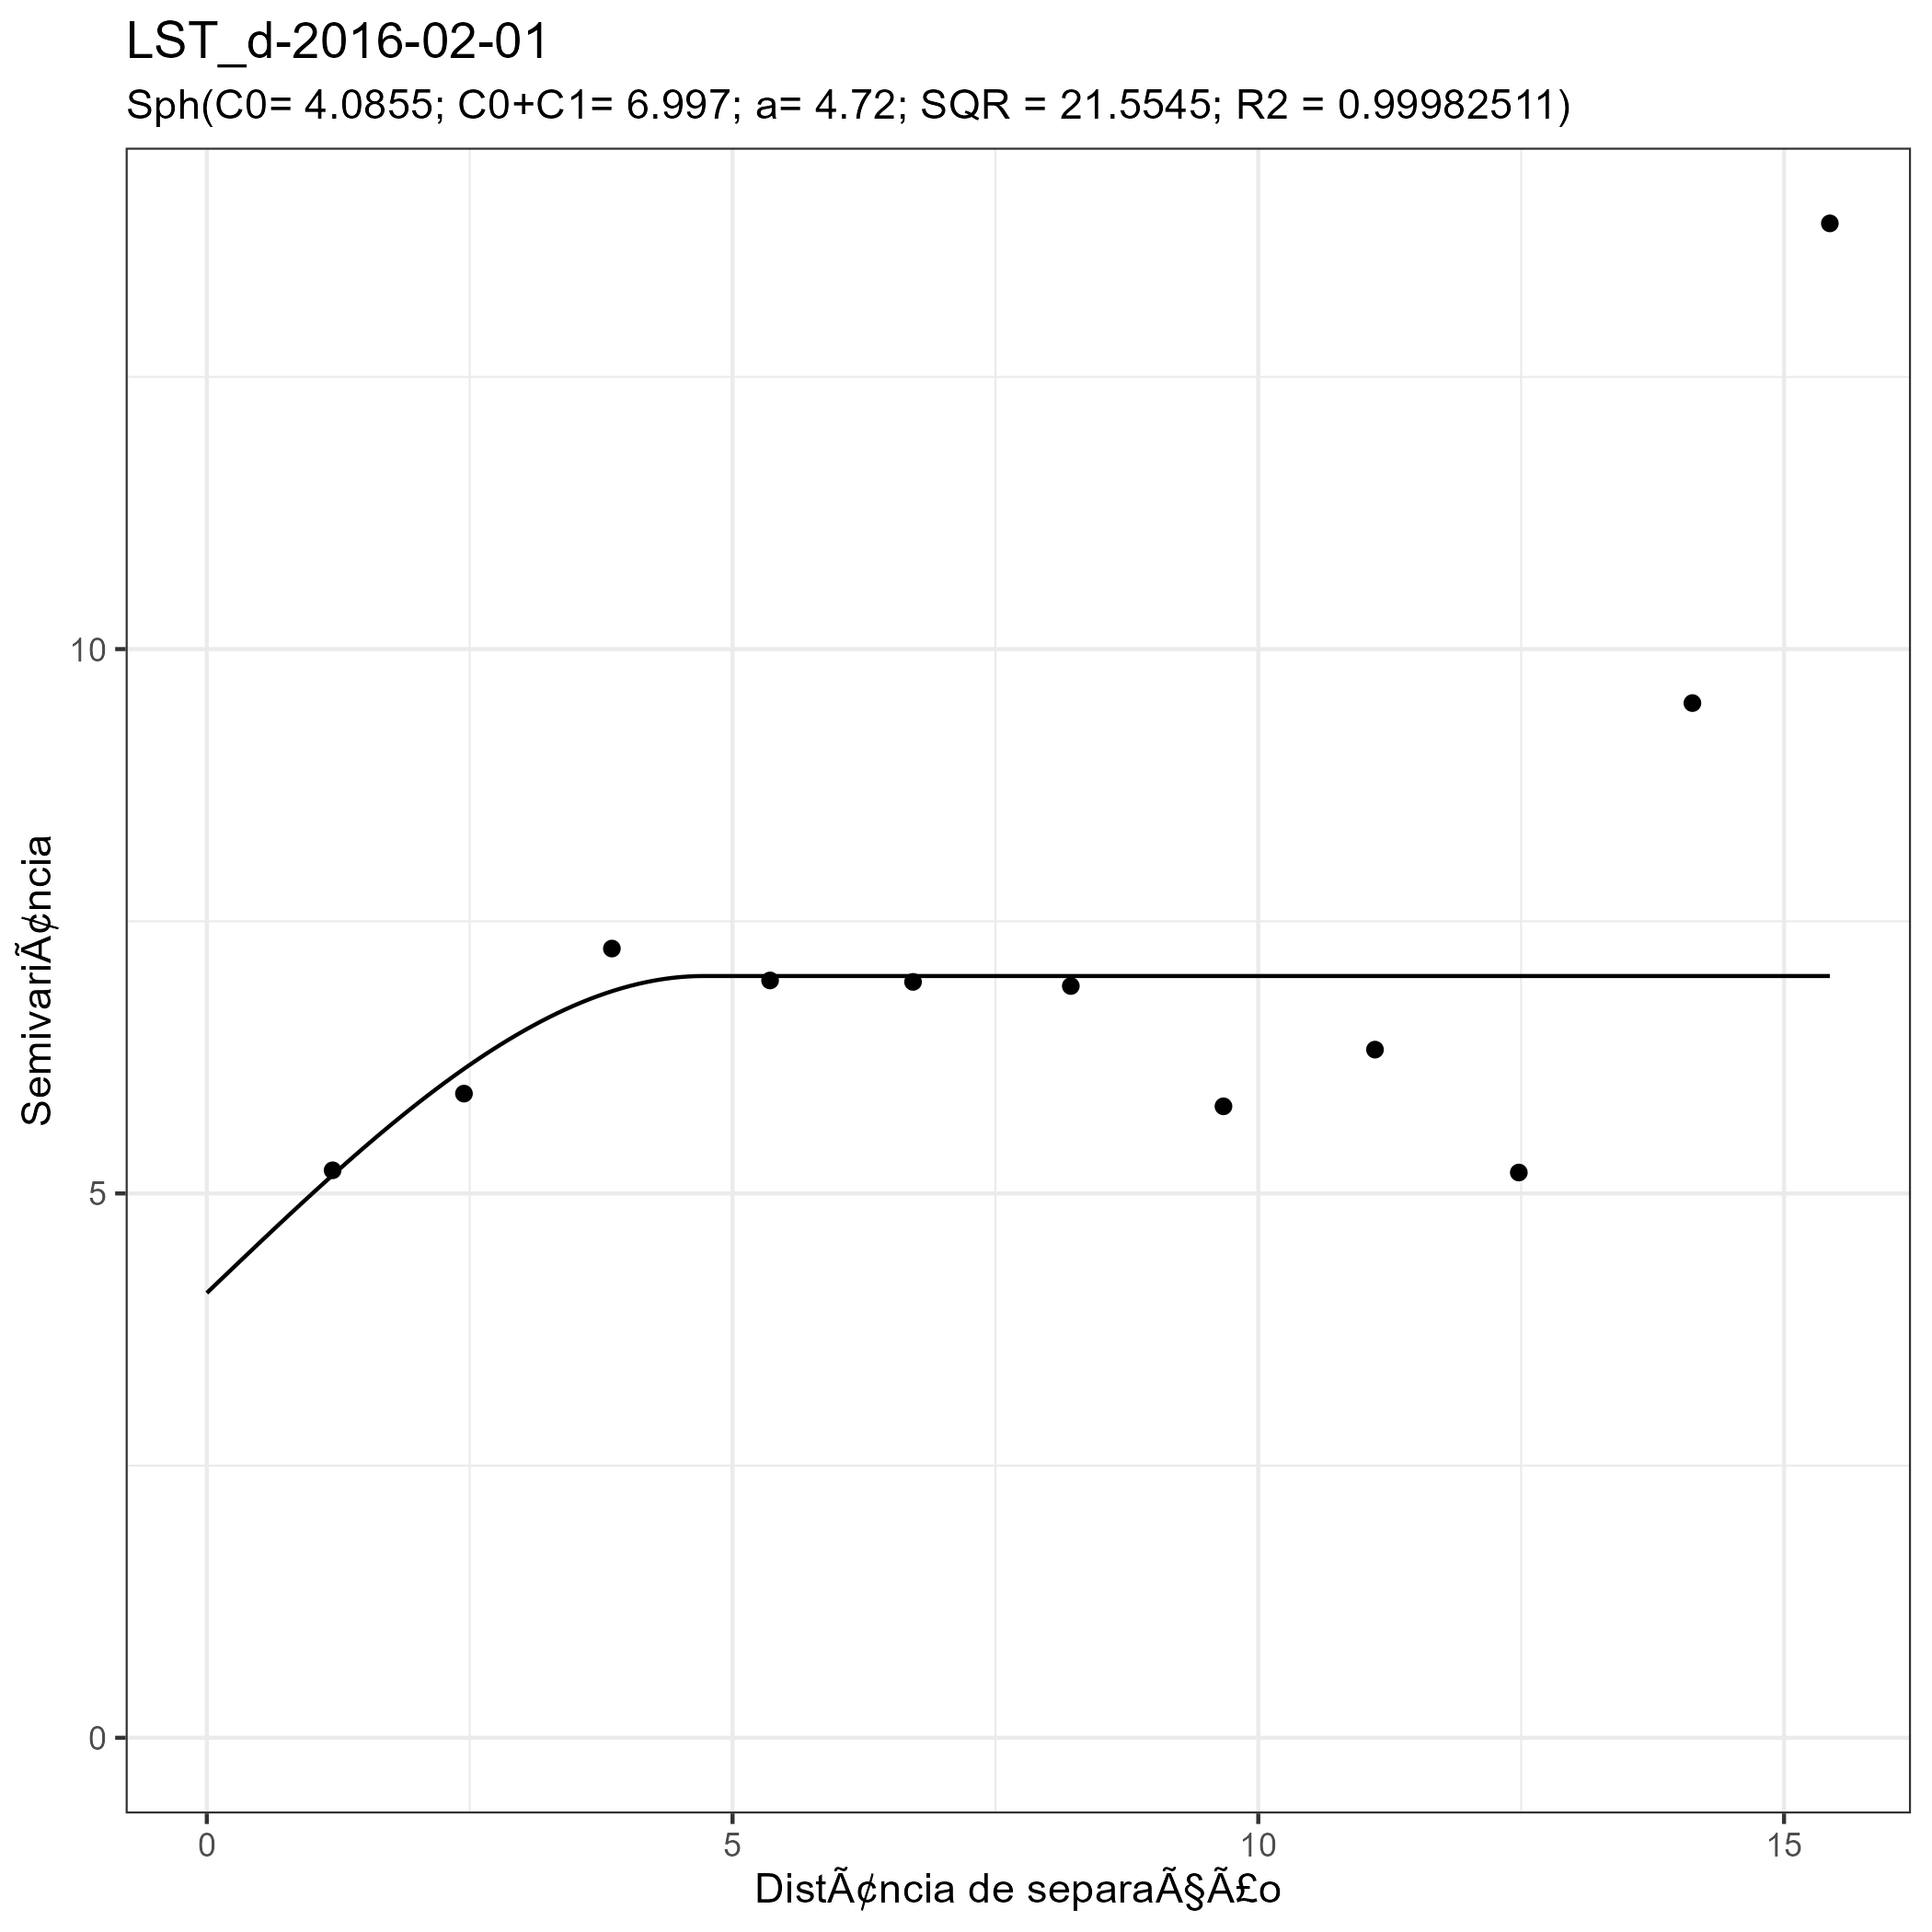 LST_d-2016-02-01
Sph(C0= 4.0855; C0+C1= 6.997; a= 4.72; SQR = 21.5545; R2 = 0.99982511)
SemivariÃ¢ncia
10
5
0
0 5 10 15
DistÃ¢ncia de separaÃ§Ã£o